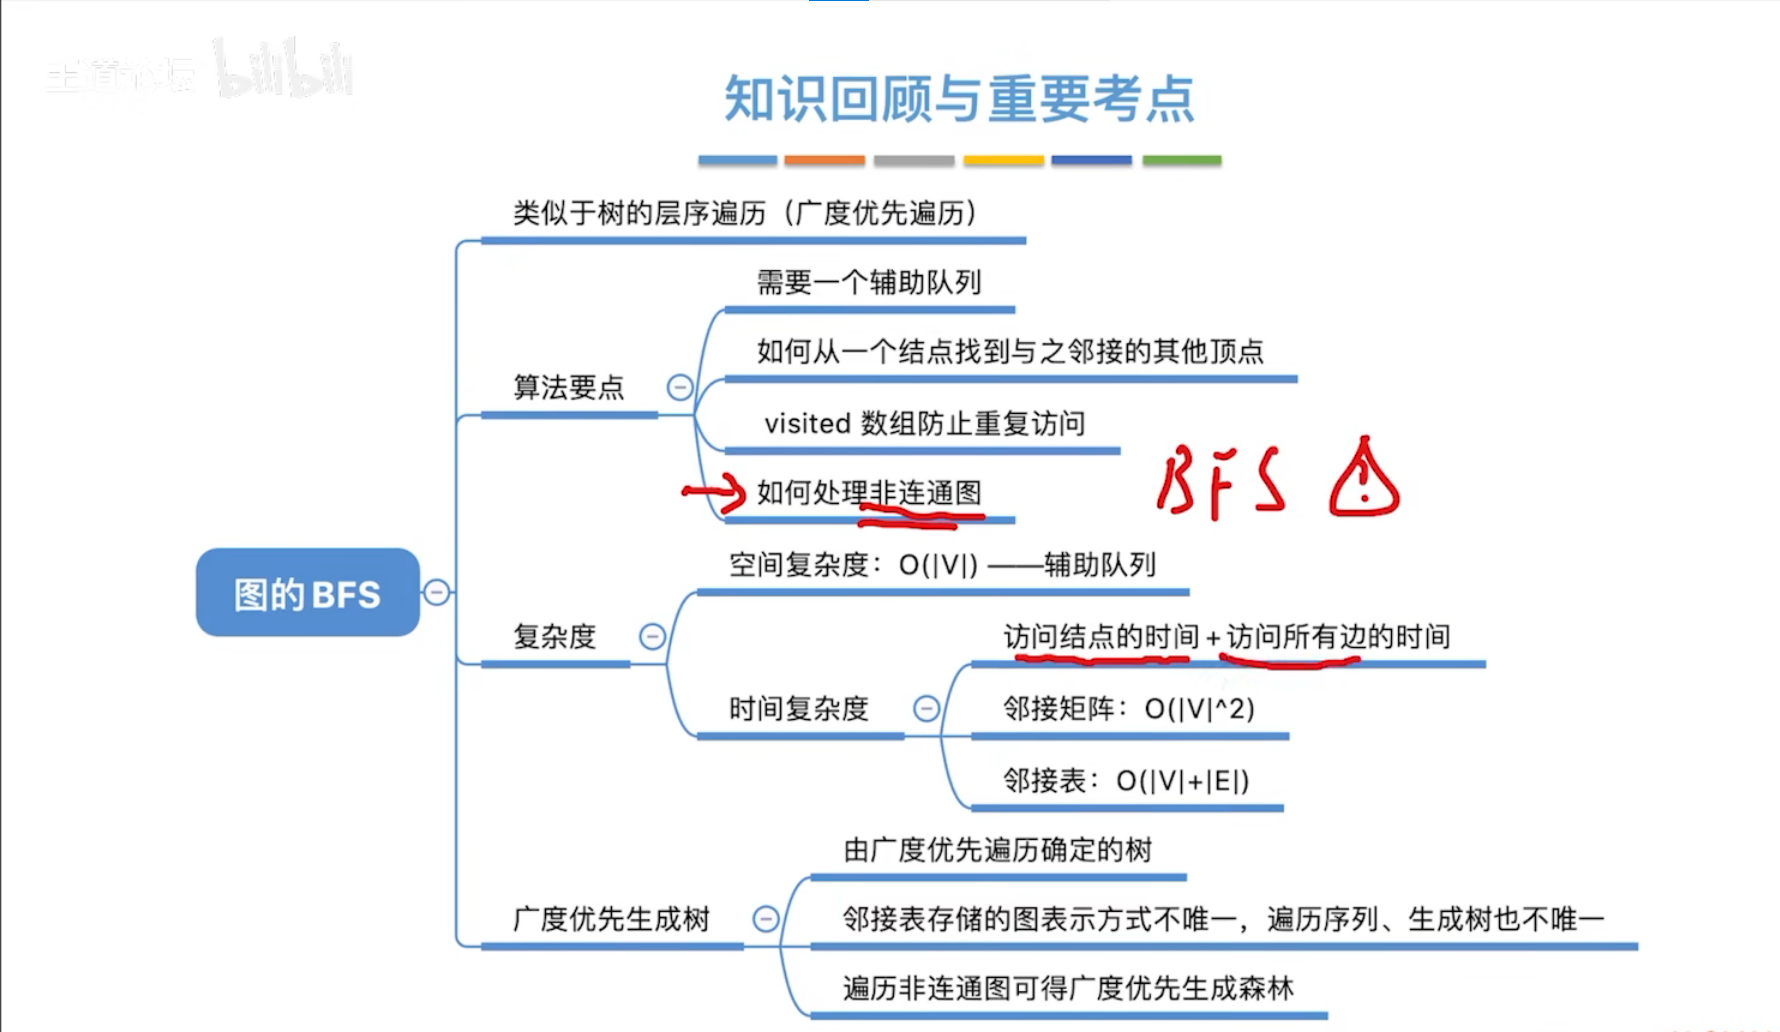 王道论坛 bilibili
知识回顾与重要考点
类似于树的层序遍历（广度优先遍历）
需要一个辅助队列
如何从一个结点找到与之邻接的其他顶点
算法要点
visited 数组防止重复访问
如何处理非连通图
BFS !
图的BFS
空间复杂度：O(|V|) ——辅助队列
复杂度
访问结点的时间+访问所有边的时间
时间复杂度
邻接矩阵：O(|V|^2)
邻接表：O(|V|+|E|)
由广度优先遍历确定的树
广度优先生成树
邻接表存储的图表示方式不唯一，遍历序列、生成树也不唯一
遍历非连通图可得广度优先生成森林